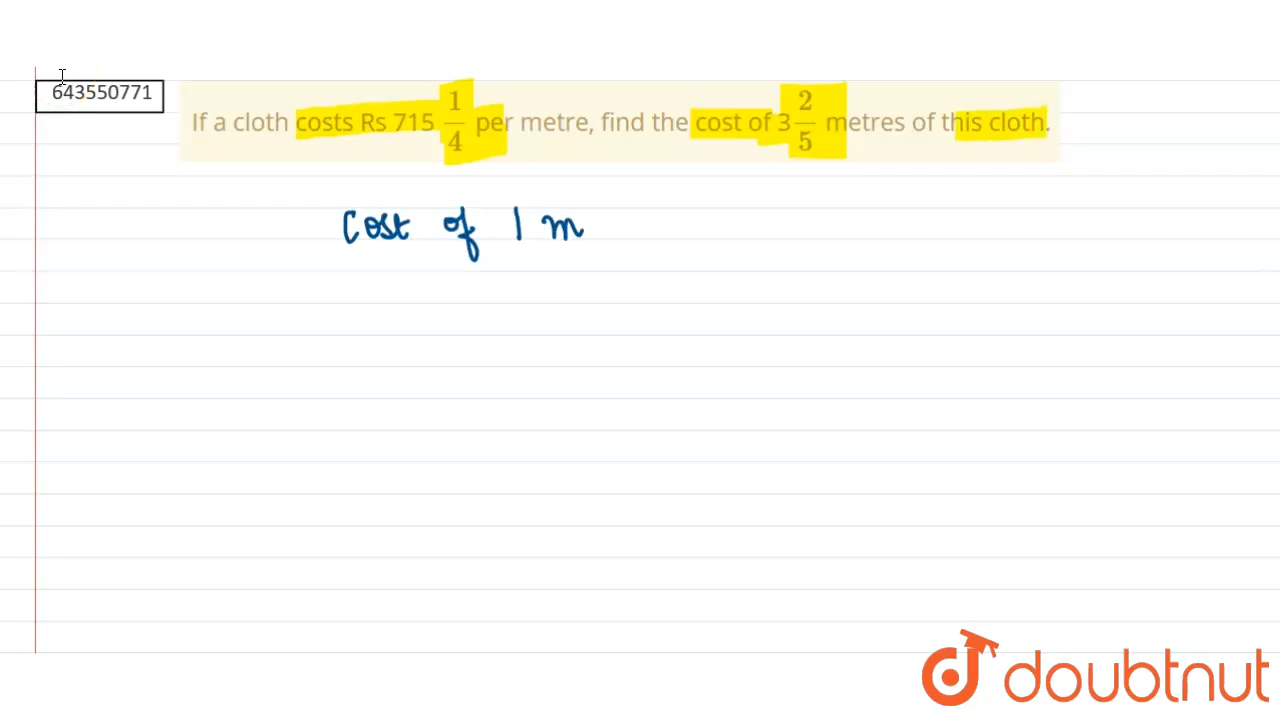 643550771
If a cloth costs Rs 715 1/4 per metre, find the cost of 3 2/5 metres of this cloth.
Cost of 1 m
doubtnut